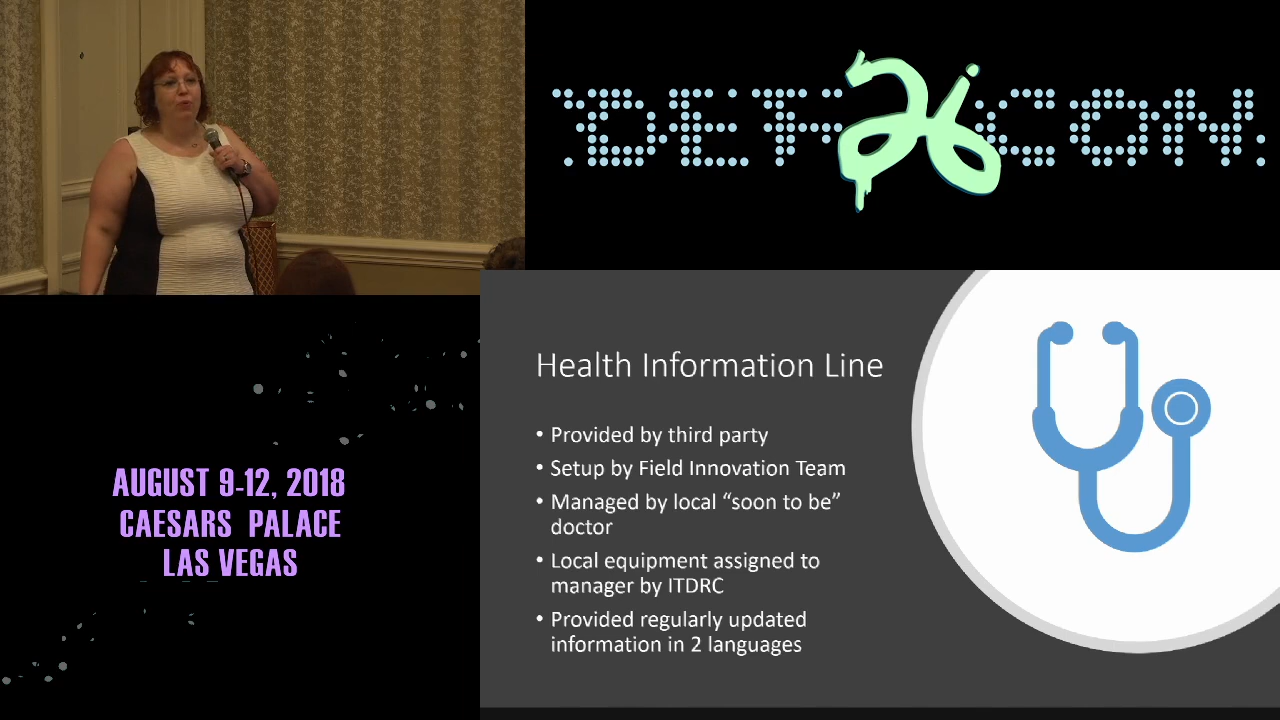 DEF 26 CON
Health Information Line
• Provided by third party
• Setup by Field Innovation Team
• Managed by local “soon to be”
doctor
• Local equipment assigned to
manager by ITDRC
• Provided regularly updated
information in 2 languages
AUGUST 9-12, 2018
CAESARS PALACE
LAS VEGAS